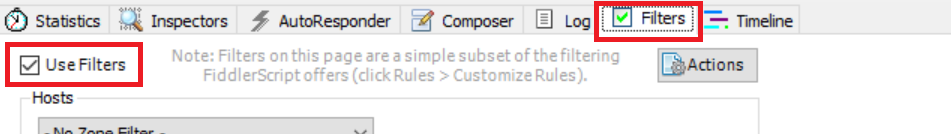 Statistics Inspectors AutoResponder Composer Log Filters Timeline
Use Filters
Note: Filters on this page are a simple subset of the filtering
FiddlerScript offers (click Rules > Customize Rules).
Actions
Hosts
- No Zone Filter -